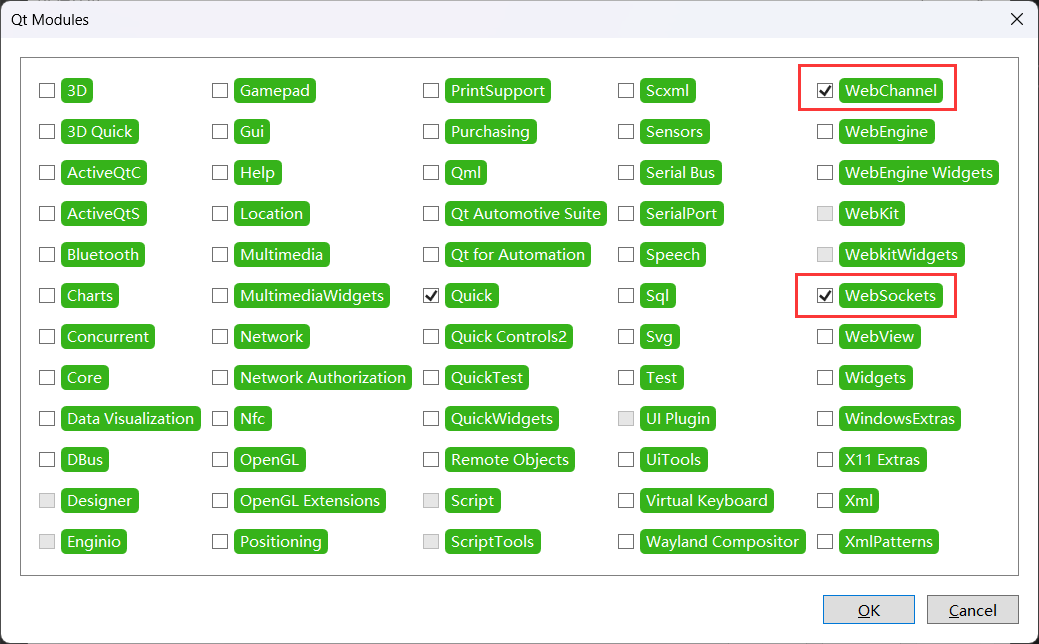 Qt Modules
3D
Gamepad
PrintSupport
Scxml
WebChannel
3D Quick
Gui
Purchasing
Sensors
WebEngine
ActiveQtC
Help
Qml
Serial Bus
WebEngine Widgets
ActiveQtS
Location
Qt Automotive Suite
SerialPort
WebKit
Bluetooth
Multimedia
Qt for Automation
Speech
WebkitWidgets
Charts
MultimediaWidgets
Quick
Sql
WebSockets
Concurrent
Network
Quick Controls2
Svg
WebView
Core
Network Authorization
QuickTest
Test
Widgets
Data Visualization
Nfc
QuickWidgets
UI Plugin
WindowsExtras
DBus
OpenGL
Remote Objects
UiTools
X11 Extras
Designer
OpenGL Extensions
Script
Virtual Keyboard
Xml
Enginio
Positioning
ScriptTools
Wayland Compositor
XmlPatterns
OK
Cancel